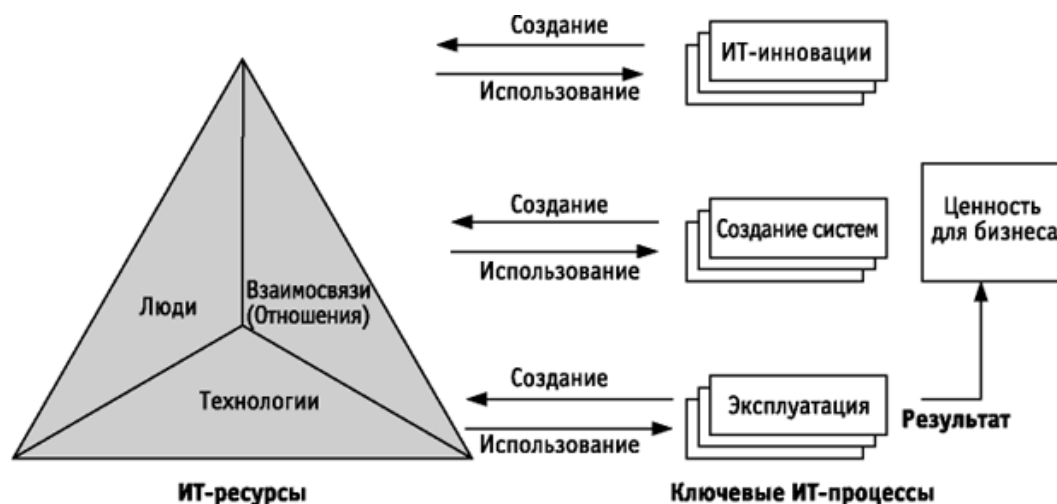 Создание
ИТ-инновации
Использование
Создание
Создание систем
Использование
Ценность
для бизнеса
Люди
Взаимосвязи
(Отношения)
Технологии
Создание
Эксплуатация
Использование
Результат
ИТ-ресурсы
Ключевые ИТ-процессы